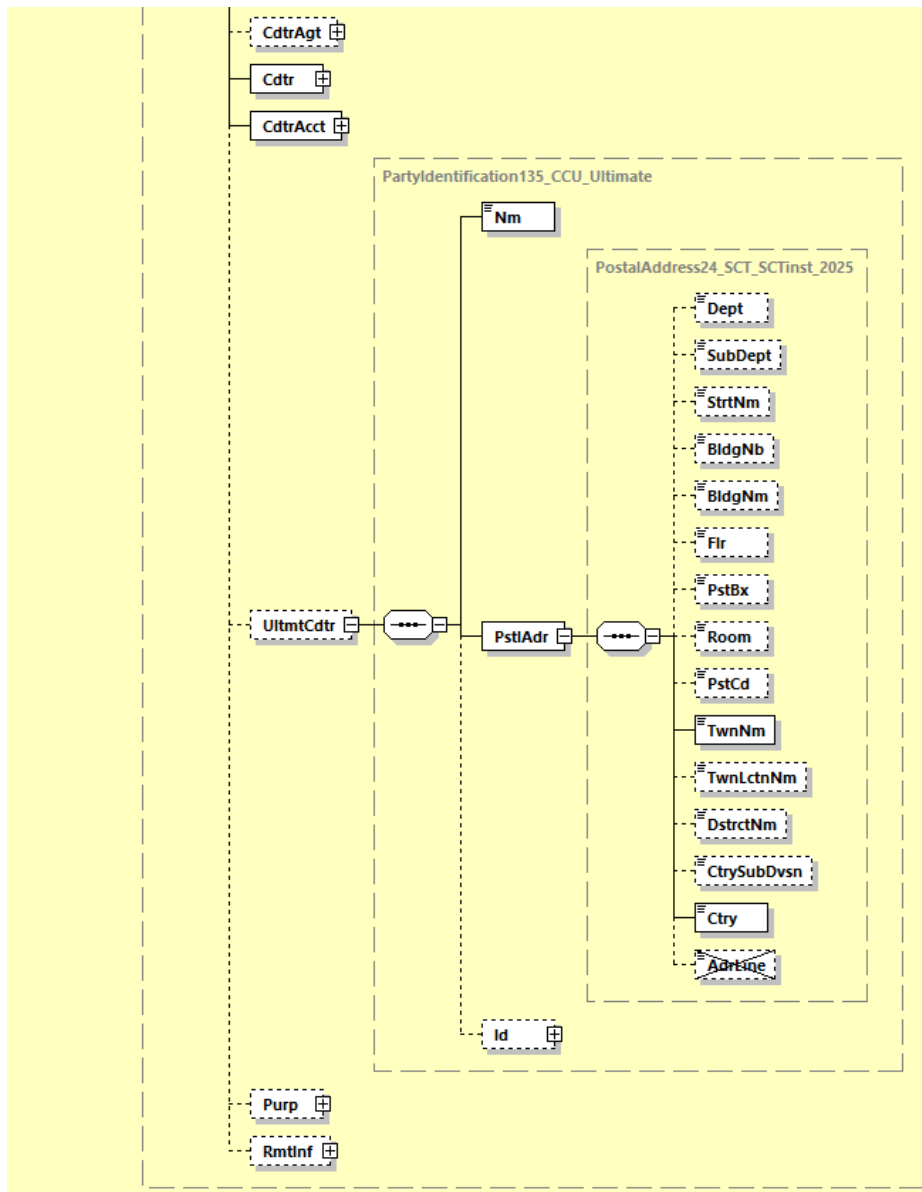 CdtrAgt
Cdtr
CdtrAcct
PartyIdentification135_CCU_Ultimate
Nm
PostalAddress24_SCT_SCTinst_2025
Dept
SubDept
StrtNm
BldgNb
BldgNm
Flr
PstBx
UltmtCdtr
PstlAdr
Room
PstCd
TwnNm
TwnLctnNm
DstrctNm
CtrySubDvsn
Ctry
AdrLine
Id
Purp
RmtInf